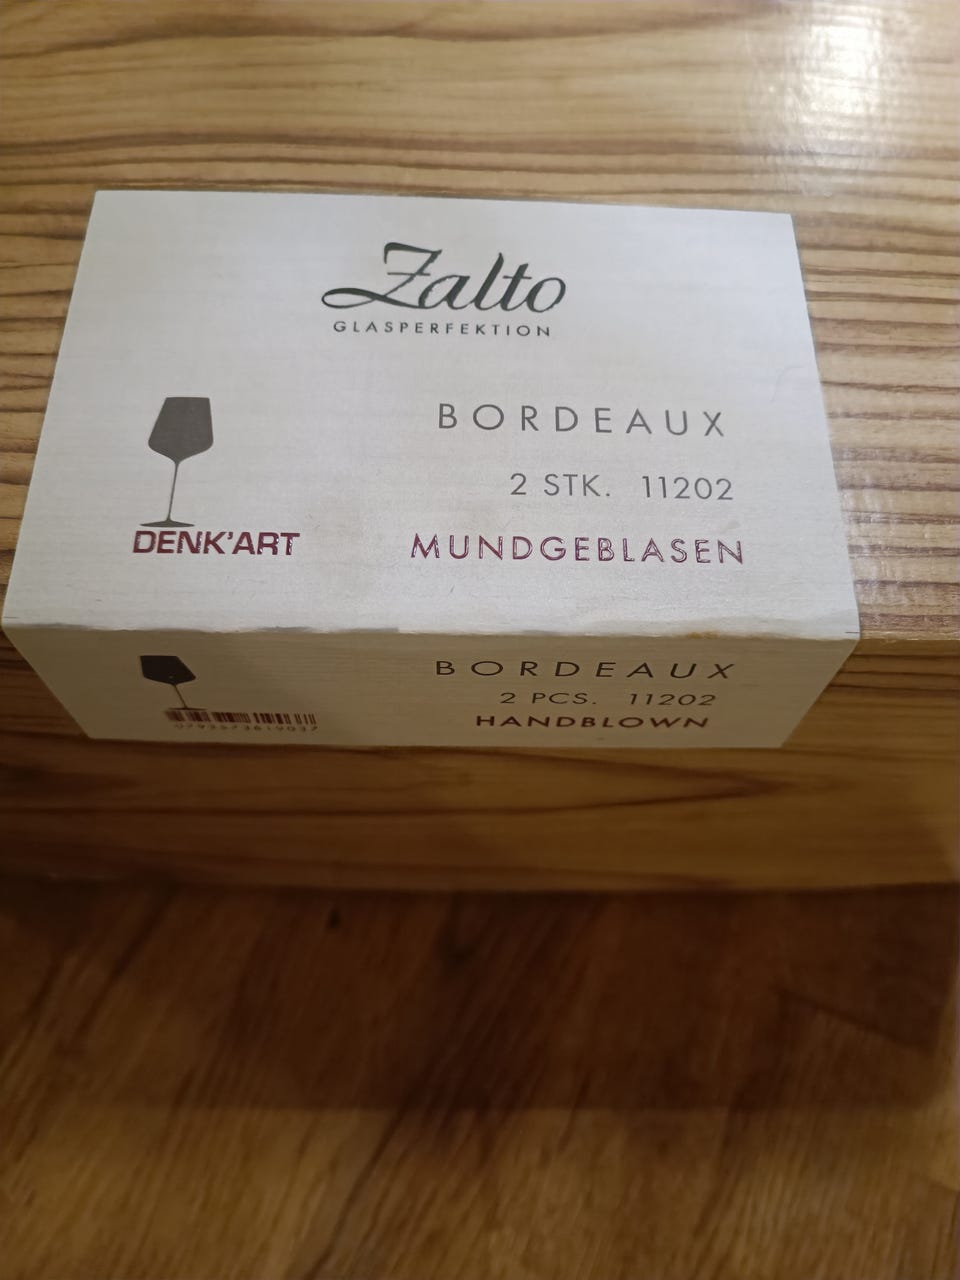 Zalto
GLASPERFEKTION
BORDEAUX
2 STK. 11202
DENK'ART
MUNDGEBLASEN
BORDEAUX
2 PCS. 11202
HANDBLOWN